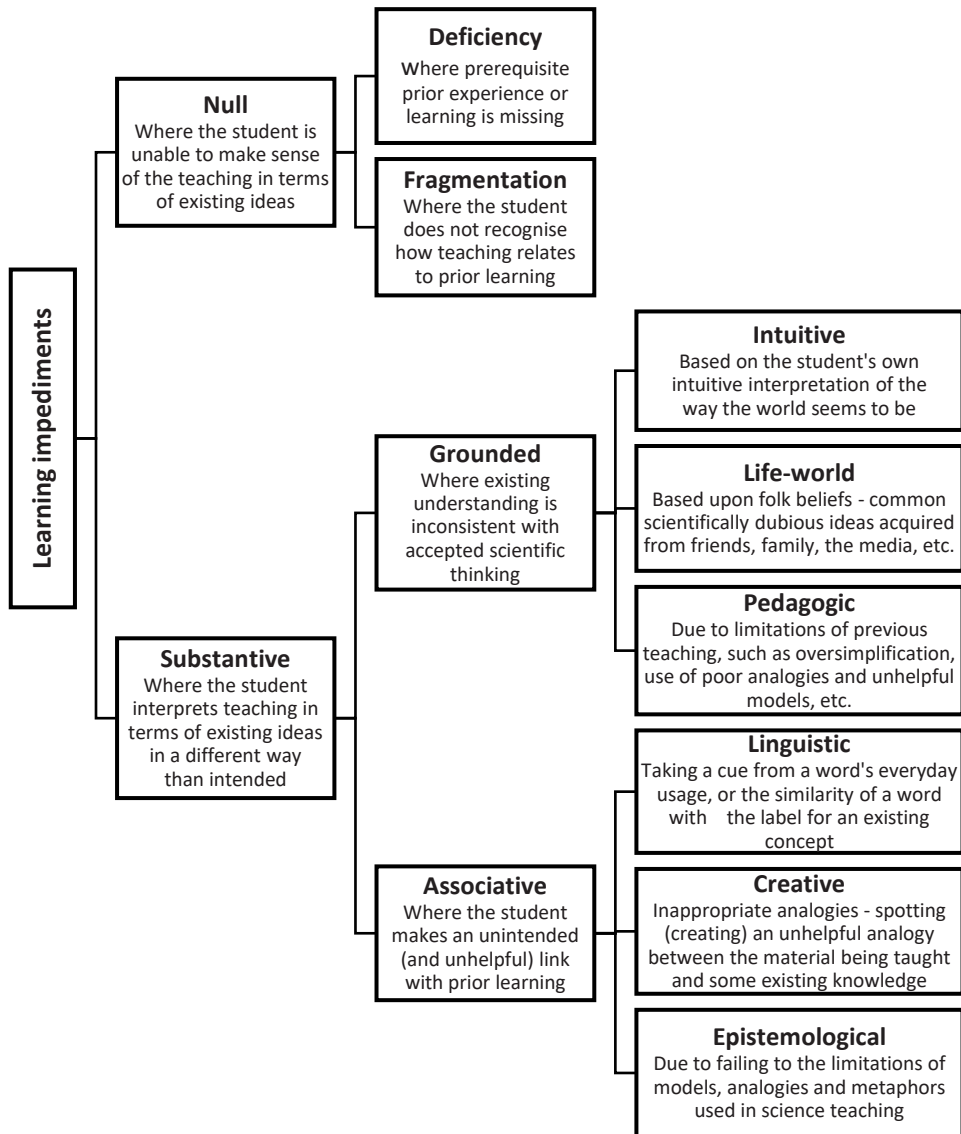 Learning impediments
Null
Where the student is
unable to make sense
of the teaching in terms
of existing ideas
Deficiency
Where prerequisite
prior experience or
learning is missing
Fragmentation
Where the student
does not recognise
how teaching relates
to prior learning
Substantive
Where the student
interprets teaching in
terms of existing ideas
in a different way
than intended
Grounded
Where existing
understanding is
inconsistent with
accepted scientific
thinking
Intuitive
Based on the student's own
intuitive interpretation of the
way the world seems to be
Life-world
Based upon folk beliefs - common
scientifically dubious ideas acquired
from friends, family, the media, etc.
Pedagogic
Due to limitations of previous
teaching, such as oversimplification,
use of poor analogies and unhelpful
models, etc.
Associative
Where the student
makes an unintended
(and unhelpful) link
with prior learning
Linguistic
Taking a cue from a word's everyday
usage, or the similarity of a word
with the label for an existing
concept
Creative
Inappropriate analogies - spotting
(creating) an unhelpful analogy
between the material being taught
and some existing knowledge
Epistemological
Due to failing to the limitations of
models, analogies and metaphors
used in science teaching